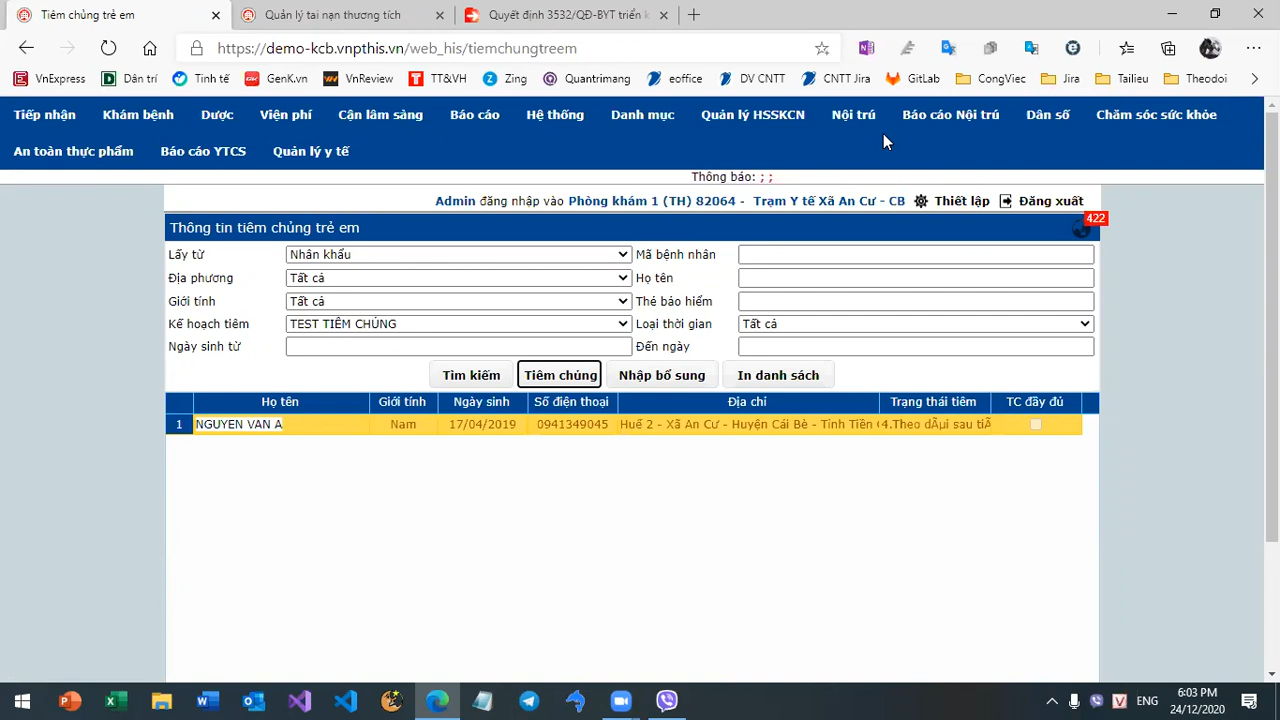 Tiêm chủng trẻ em
Quản lý tai nạn thương tích
Quyết định 3532/QĐ-BYT triển k
https://demo-kcb.vnpthis.vn/web_his/tiemchungtreem
VnExpress Dân trí Tinh tế GenK.vn VnReview TT&VH Zing Quantrimang eoffice DV CNTT CNTT Jira GitLab CongViec Jira Tailieu Theodoi
Tiếp nhận Khám bệnh Dược Viện phí Cận lâm sàng Báo cáo Hệ thống Danh mục Quản lý HSSKCN Nội trú Báo cáo Nội trú Dân số Chăm sóc sức khỏe
An toàn thực phẩm Báo cáo YTCS Quản lý y tế
Thông báo: ; ;
Admin đăng nhập vào Phòng khám 1 (TH) 82064 - Trạm Y tế Xã An Cư - CB Thiết lập Đăng xuất
Thông tin tiêm chủng trẻ em 422
Lấy từ Nhân khẩu Mã bệnh nhân
Địa phương Tất cả Họ tên
Giới tính Tất cả Thẻ bảo hiểm
Kế hoạch tiêm TEST TIÊM CHỦNG Loại thời gian Tất cả
Ngày sinh từ Đến ngày
Tìm kiếm Tiêm chủng Nhập bổ sung In danh sách
Họ tên Giới tính Ngày sinh Số điện thoại Địa chỉ Trạng thái tiêm TC đầy đủ
1 NGUYEN VAN A Nam 17/04/2019 0941349045 Huế 2 - Xã An Cư - Huyện Cái Bè - Tỉnh Tiền 4.Theo dÃµi sau tiÃ
ENG 6:03 PM
24/12/2020